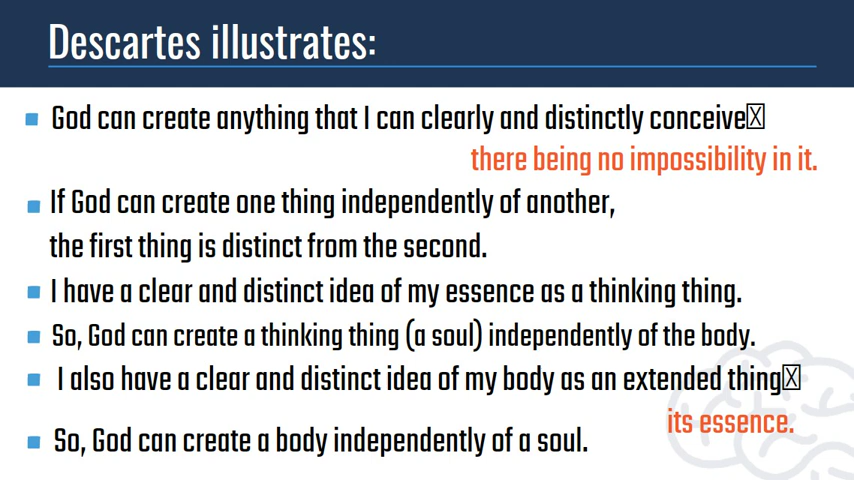 Descartes illustrates:
God can create anything that I can clearly and distinctly conceive
there being no impossibility in it.
If God can create one thing independently of another,
the first thing is distinct from the second.
I have a clear and distinct idea of my essence as a thinking thing.
So, God can create a thinking thing (a soul) independently of the body.
I also have a clear and distinct idea of my body as an extended thing
its essence.
So, God can create a body independently of a soul.